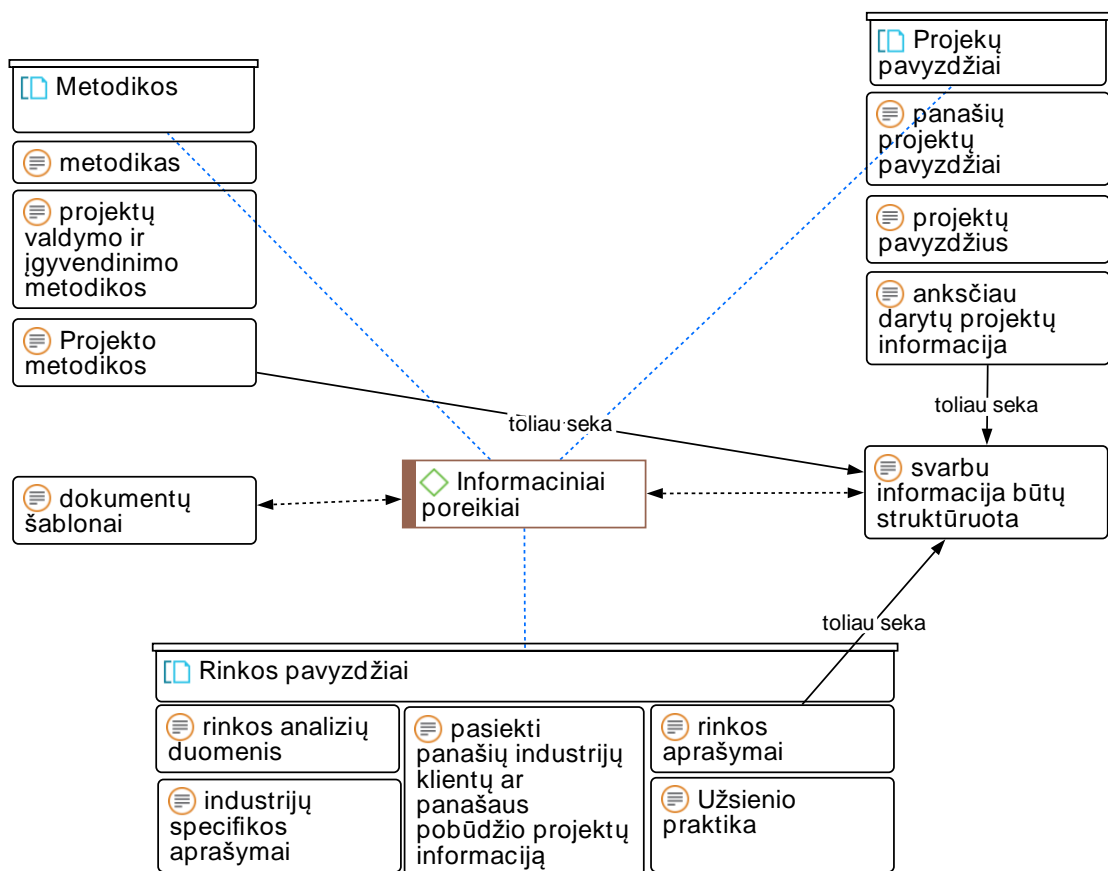 Metodikos
metodikas
projektų
valdymo ir
įgyvendinimo
metodikos
Projekto
metodikos
Projekų
pavyzdžiai
panašių
projektų
pavyzdžiai
projektų
pavyzdžius
anksčiau
darytų projektų
informacija
toliau seka
toliau seka
dokumentų
šablonai
Informaciniai
poreikiai
svarbu
informacija būtų
struktūruota
toliau seka
Rinkos pavyzdžiai
rinkos analizių
duomenis
industrijų
specifikos
aprašymai
pasiekti
panašių industrijų
klientų ar
panašaus
pobūdžio projektų
informaciją
rinkos
aprašymai
Užsienio
praktika